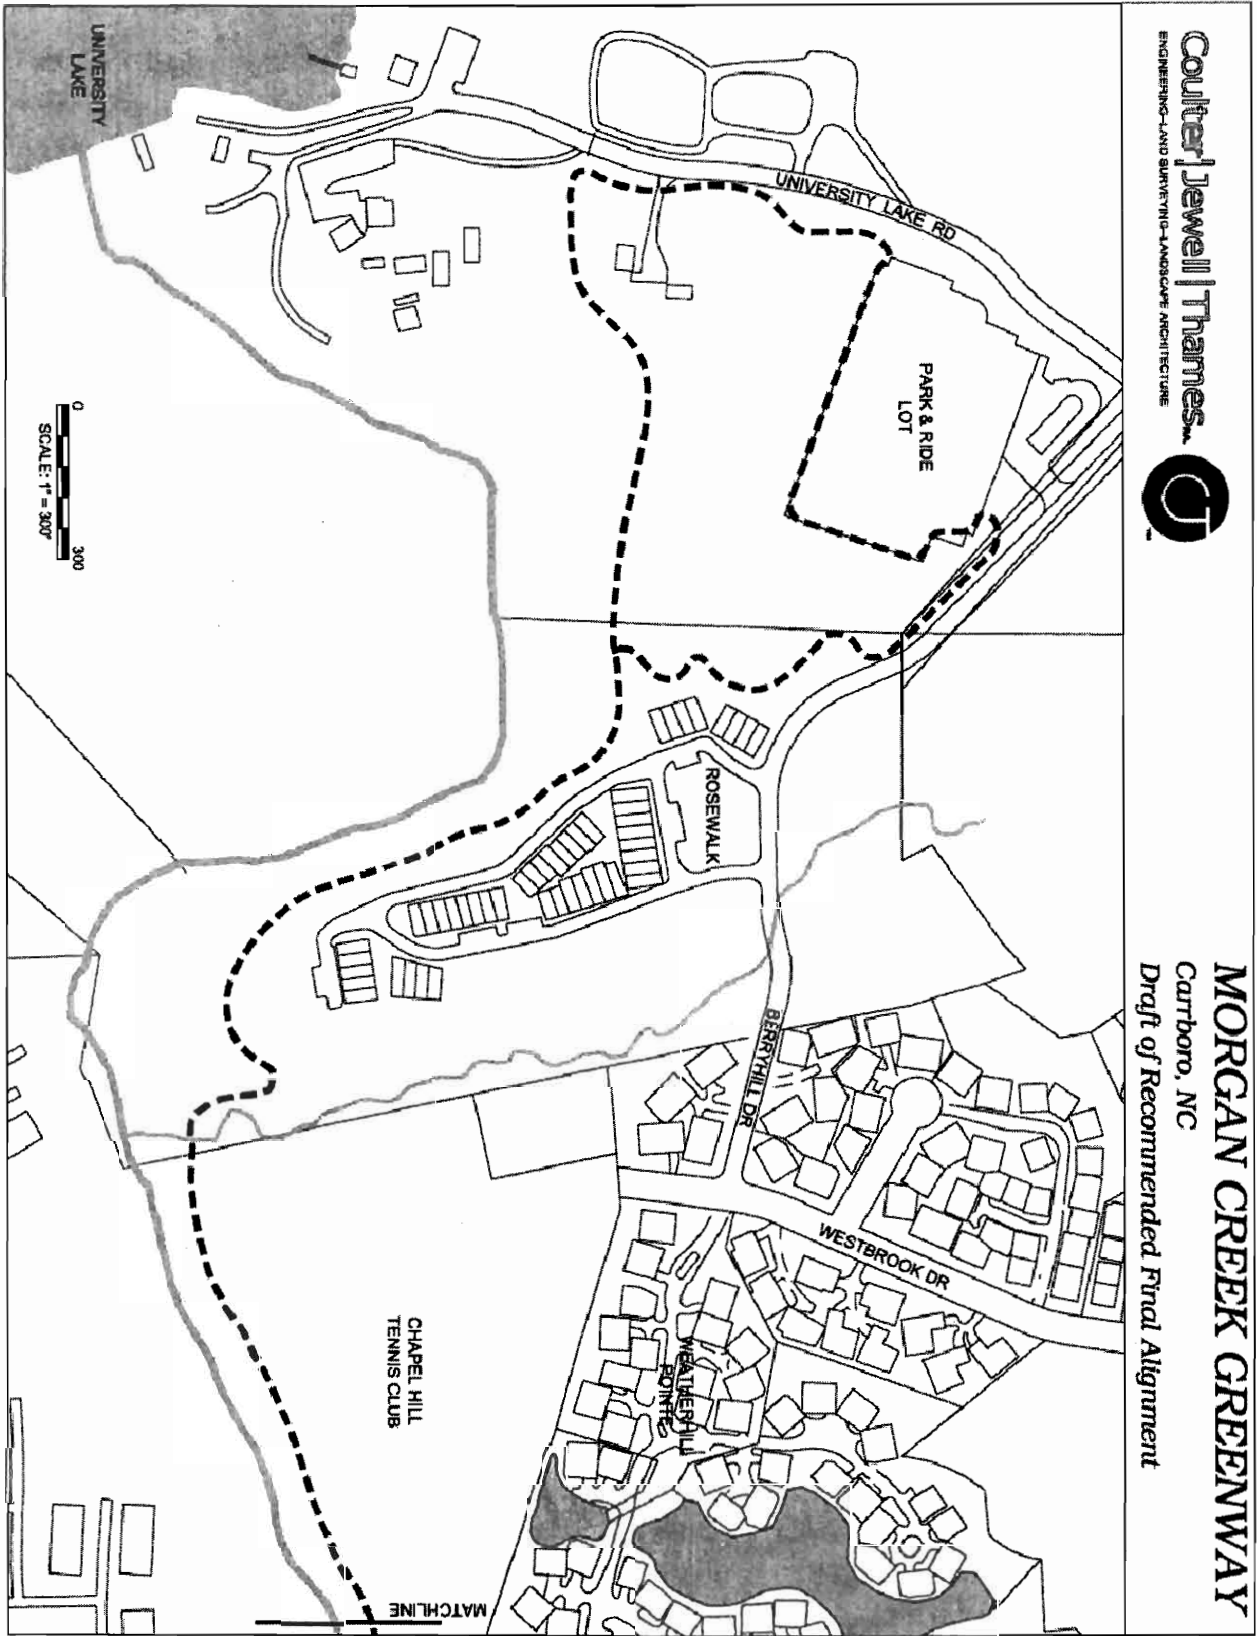 Coulter Jewell Thames PA
ENGINEERING—LAND SURVEYING—LANDSCAPE ARCHITECTURE
MORGAN CREEK GREENWAY
Carrboro, NC
Draft of Recommended Final Alignment
UNIVERSITY LAKE RD
PARK & RIDE
LOT
BERRYHILL DR
WESTBROOK DR
ROSEWALK
WEATHERHILL
POINTE
CHAPEL HILL
TENNIS CLUB
UNIVERSITY
LAKE
0 300
SCALE: 1" = 300'
MATCHLINE